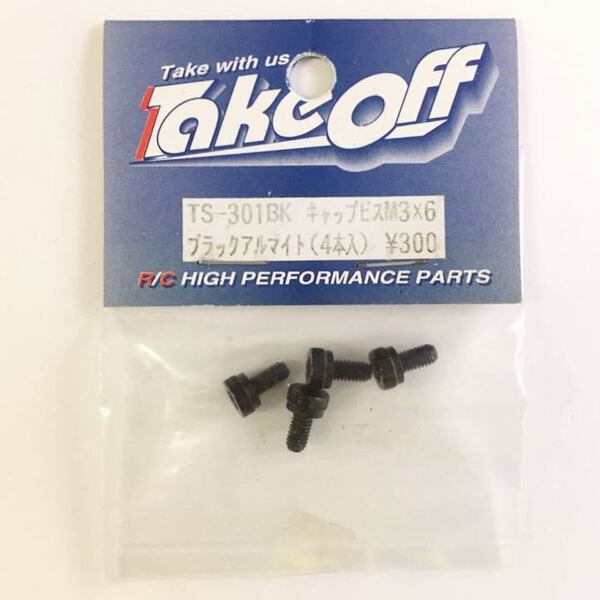 Take with us
TakeOff
TS-301BK キャップビスM3×6
ブラックアルマイト(4本入) ¥300
R/C HIGH PERFORMANCE PARTS